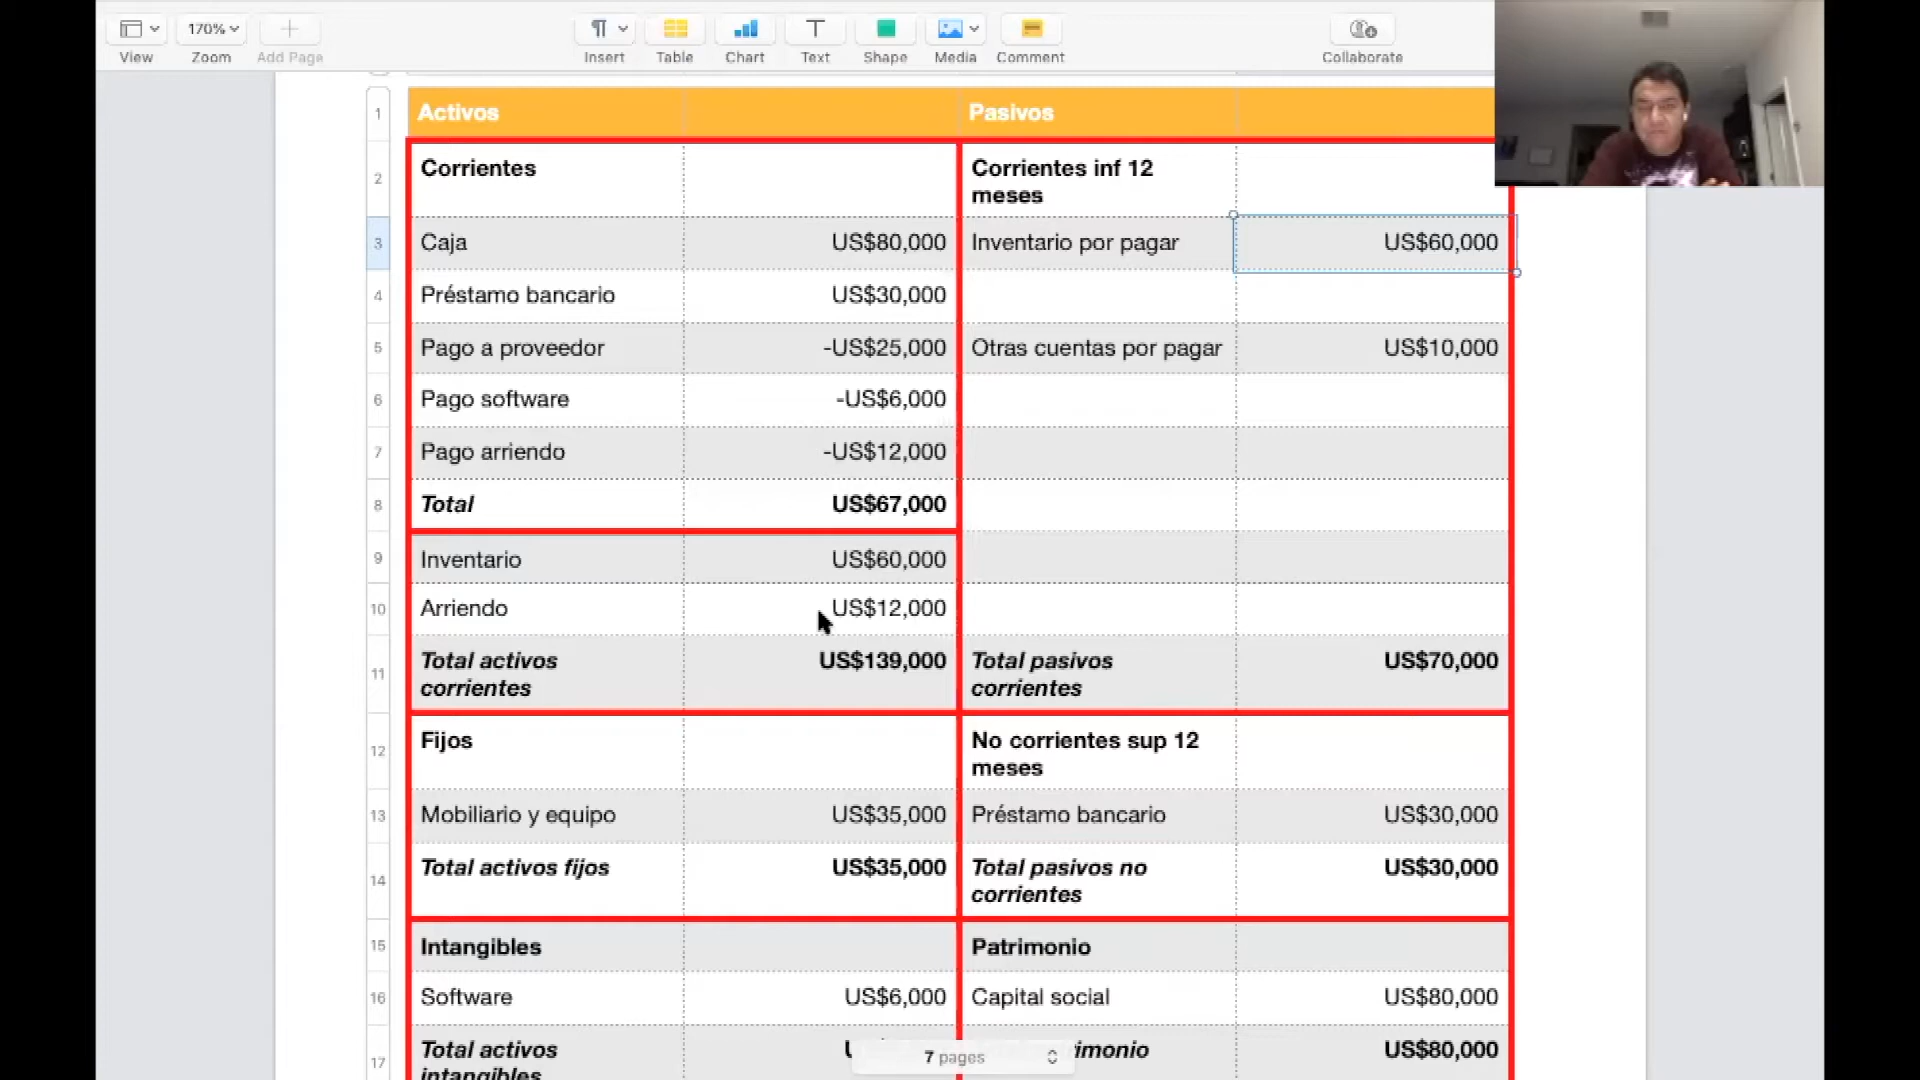 170%
View
Zoom
Add Page
Insert
Table
Chart
Text
Shape
Media
Comment
Collaborate
1 Activos Pasivos
2 Corrientes Corrientes inf 12
meses
3 Caja US$80,000 Inventario por pagar US$60,000
4 Préstamo bancario US$30,000
5 Pago a proveedor -US$25,000 Otras cuentas por pagar US$10,000
6 Pago software -US$6,000
7 Pago arriendo -US$12,000
8 Total US$67,000
9 Inventario US$60,000
10 Arriendo US$12,000
11 Total activos US$139,000 Total pasivos US$70,000
corrientes corrientes
12 Fijos No corrientes sup 12
meses
13 Mobiliario y equipo US$35,000 Préstamo bancario US$30,000
14 Total activos fijos US$35,000 Total pasivos no US$30,000
corrientes
15 Intangibles Patrimonio
16 Software US$6,000 Capital social US$80,000
17 Total activos US$80,000
intangibles
7 pages